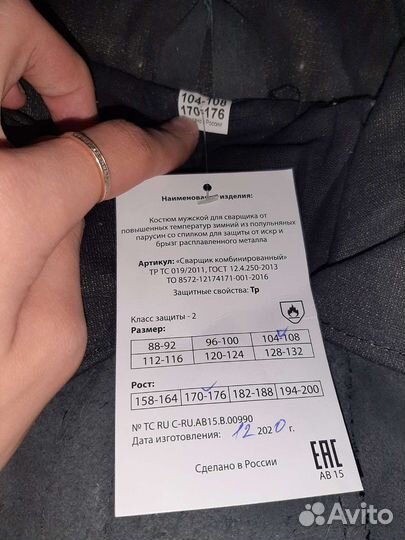 104-108
170-176
Россия
Наименование изделия:
Костюм мужской для сварщика от
повышенных температур зимний из полульняных
парусин со спилком для защиты от искр и
брызг расплавленного металла
Артикул: «Сварщик комбинированный»
ТР ТС 019/2011, ГОСТ 12.4.250-2013
ТО 8572-12174171-001-2016
Защитные свойства: Тр
Класс защиты - 2
Размер:
88-92 96-100 104-108
112-116 120-124 128-132
Рост:
158-164 170-176 182-188 194-200
№ ТС RU C-RU.АВ15.В.00990
Дата изготовления: 12 2020 г.
Сделано в России
ЕАС
АВ 15
Avito